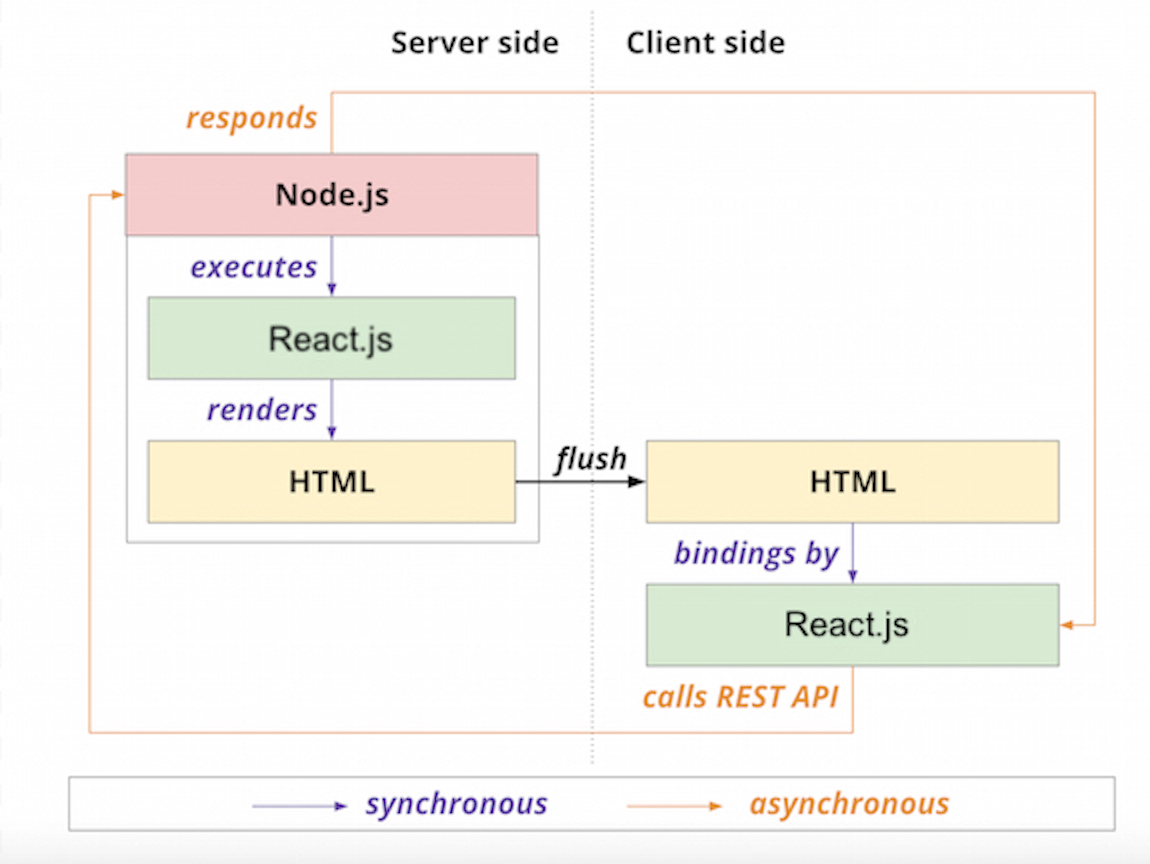 Server side
Client side
responds
Node.js
executes
React.js
renders
HTML
flush
HTML
bindings by
React.js
calls REST API
synchronous
asynchronous